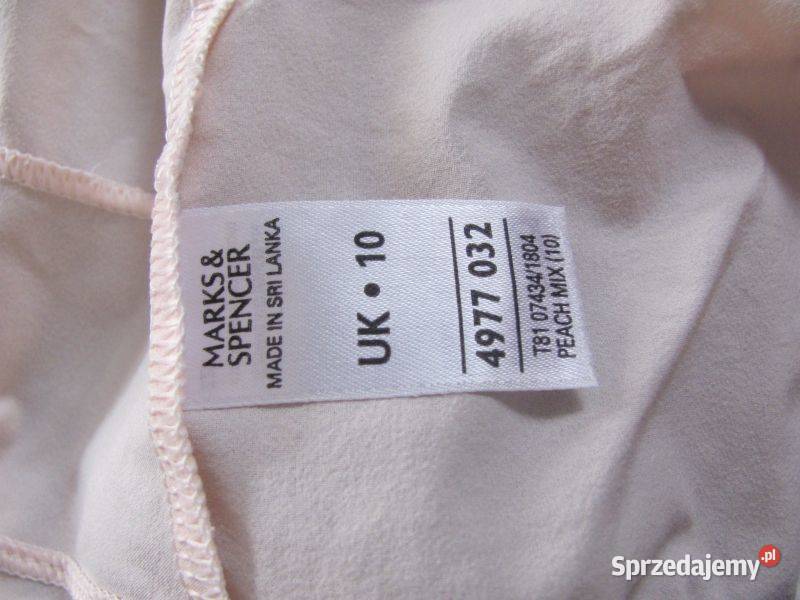 MARKS &
SPENCER
MADE IN SRI LANKA
UK • 10
4977 032
T81 07434/1804
PEACH MIX (10)
Sprzedajemy.pl